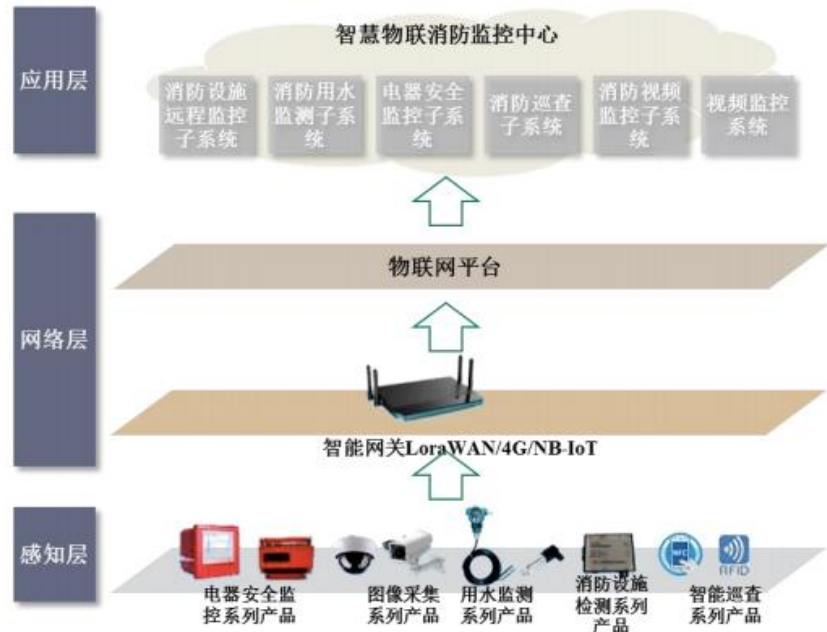 应用层
智慧物联消防监控中心
消防设施
远程监控
子系统
消防用水
监测子系
统
电器安全
监控子系
统
消防巡查
子系统
消防视频
监控子系
统
视频监控
系统
网络层
物联网平台
智能网关LoraWAN/4G/NB-IoT
感知层
NFC
RFID
电器安全监
控系列产品
图像采集
系列产品
用水监测
系列产品
消防设施
检测系列
产品
智能巡查
系列产品